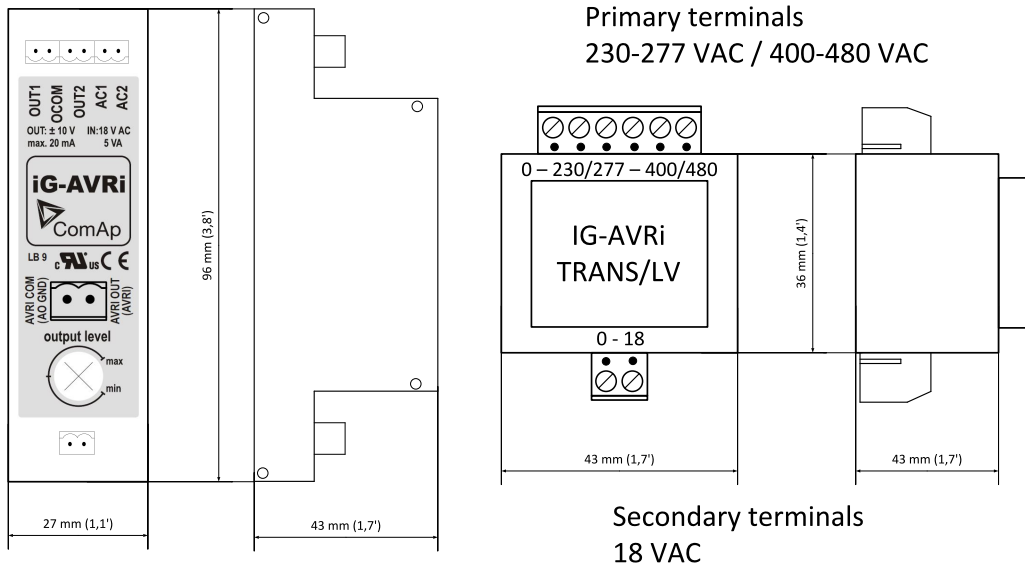 Primary terminals
230-277 VAC / 400-480 VAC
OUT1
OCOM
OUT2
AC1
AC2
OUT: ± 10 V IN:18 V AC
max. 20 mA 5 VA
iG-AVRi
ComAp
LB 9 c RU us CE
AVRI COM
(AO GND)
AVRI OUT
(AVRI)
output level
max
min
96 mm (3,8')
27 mm (1,1')
43 mm (1,7')
0 – 230/277 – 400/480
IG-AVRi
TRANS/LV
0 - 18
36 mm (1,4')
43 mm (1,7')
43 mm (1,7')
Secondary terminals
18 VAC